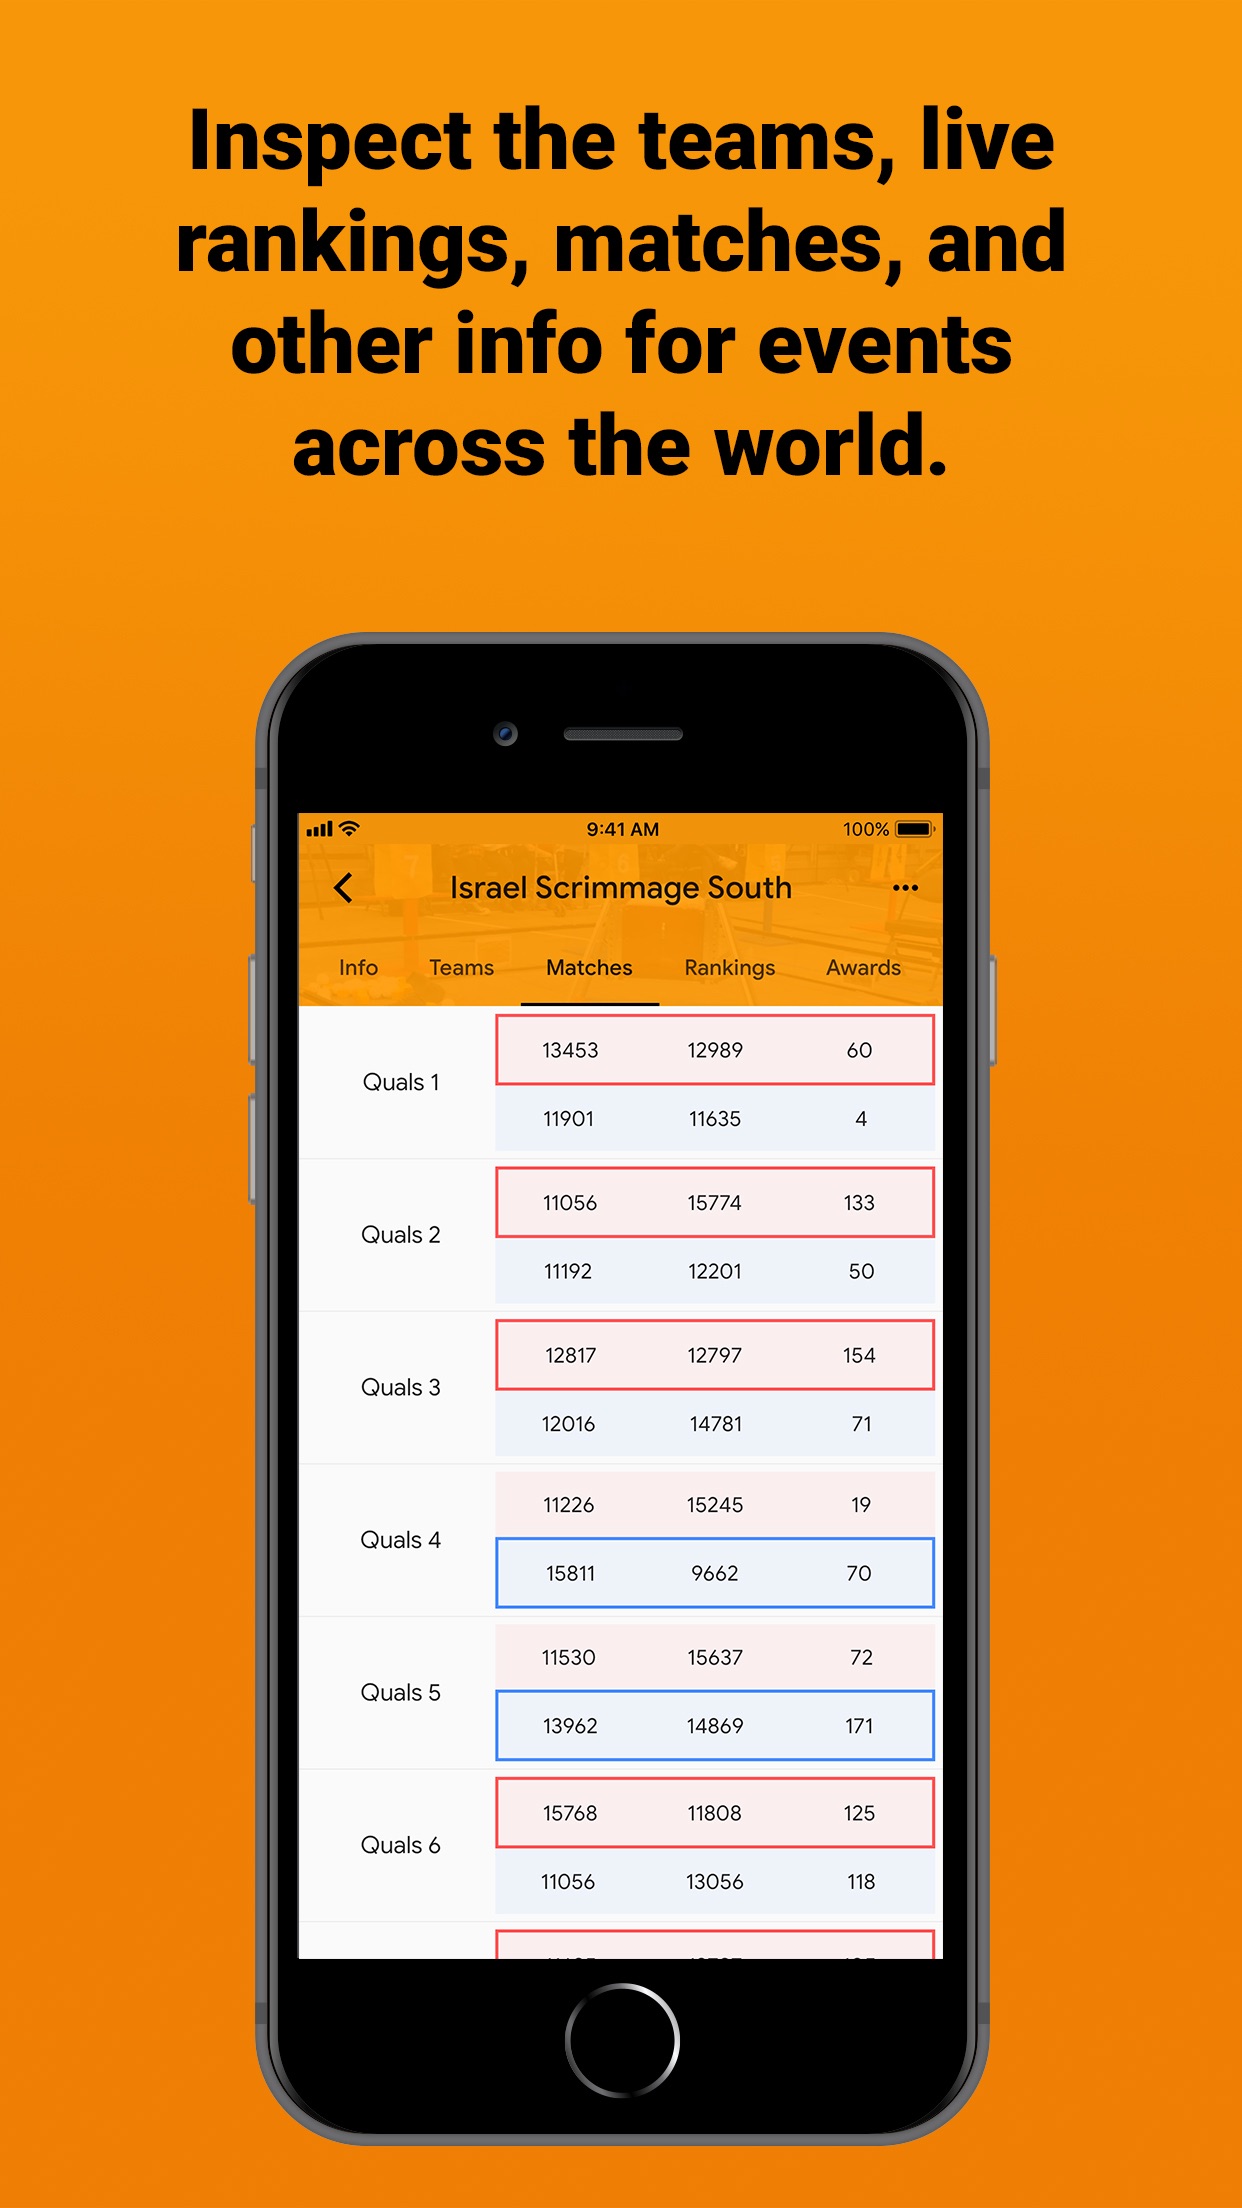 Inspect the teams, live
rankings, matches, and
other info for events
across the world.
9:41 AM 100%
Israel Scrimmage South
Info Teams Matches Rankings Awards
Quals 1
13453 12989 60
11901 11635 4
Quals 2
11056 15774 133
11192 12201 50
Quals 3
12817 12797 154
12016 14781 71
Quals 4
11226 15245 19
15811 9662 70
Quals 5
11530 15637 72
13962 14869 171
Quals 6
15768 11808 125
11056 13056 118